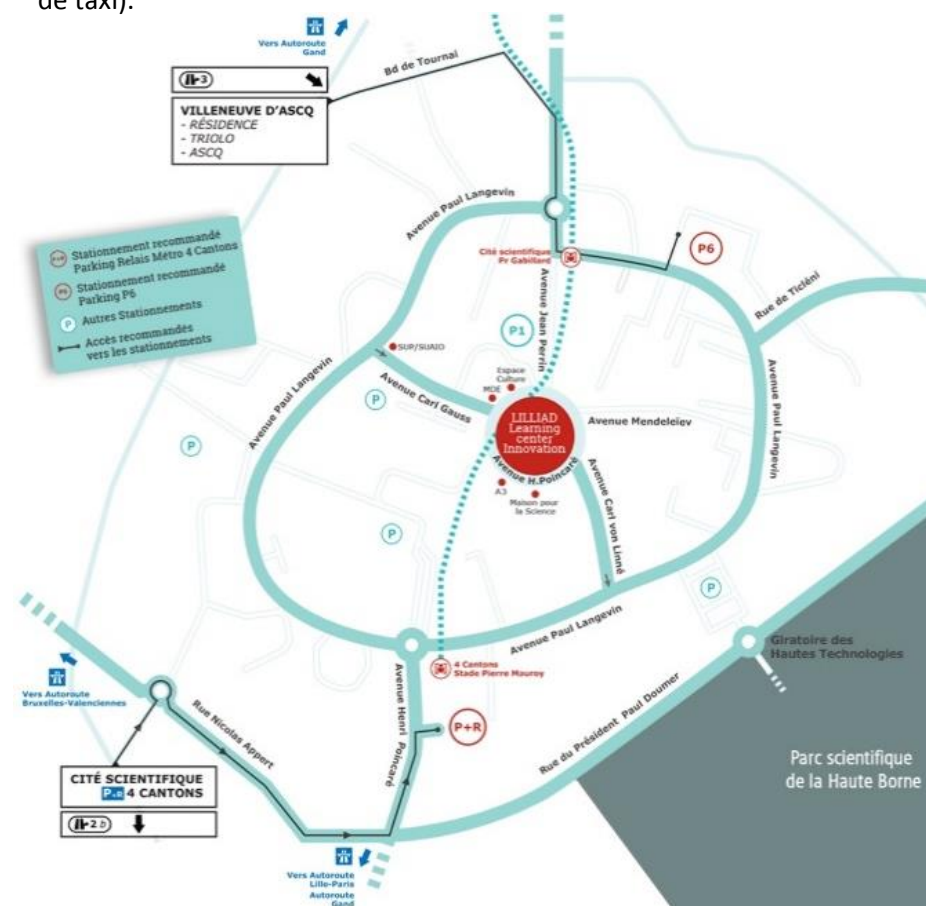 de taxi).
Vers Autoroute
Gand
Bd de Tournai
3
VILLENEUVE D'ASCQ
- RÉSIDENCE
- TRIOLO
- ASCQ
Avenue Paul Langevin
P+R
Stationnement recommandé
Parking Relais Métro 4 Cantons
P6
Stationnement recommandé
Parking P6
P
Autres Stationnements
Accès recommandés
vers les stationnements
Cité scientifique
Pr Gabillard
P6
Rue de Ticléni
Avenue Jean Perrin
P1
SUP/SUAIO
Avenue Paul Langevin
Avenue Carl Gauss
Espace
Culture
MDE
P
LILLIAD
Learning
center
Innovation
Avenue Mendeleïev
Avenue Paul Langevin
P
Avenue H.Poincaré
A3
Maison pour
la Science
Avenue Carl von Linné
P
P
Avenue Paul Langevin
Giratoire des
Hautes Technologies
4 Cantons
Stade Pierre Mauroy
Vers Autoroute
Bruxelles-Valenciennes
Rue Nicolas Appert
Avenue Henri Poincaré
P+R
Rue du Président Paul Doumer
Parc scientifique
de la Haute Borne
CITÉ SCIENTIFIQUE
P+R 4 CANTONS
2b
Vers Autoroute
Lille-Paris
Autoroute
Gand